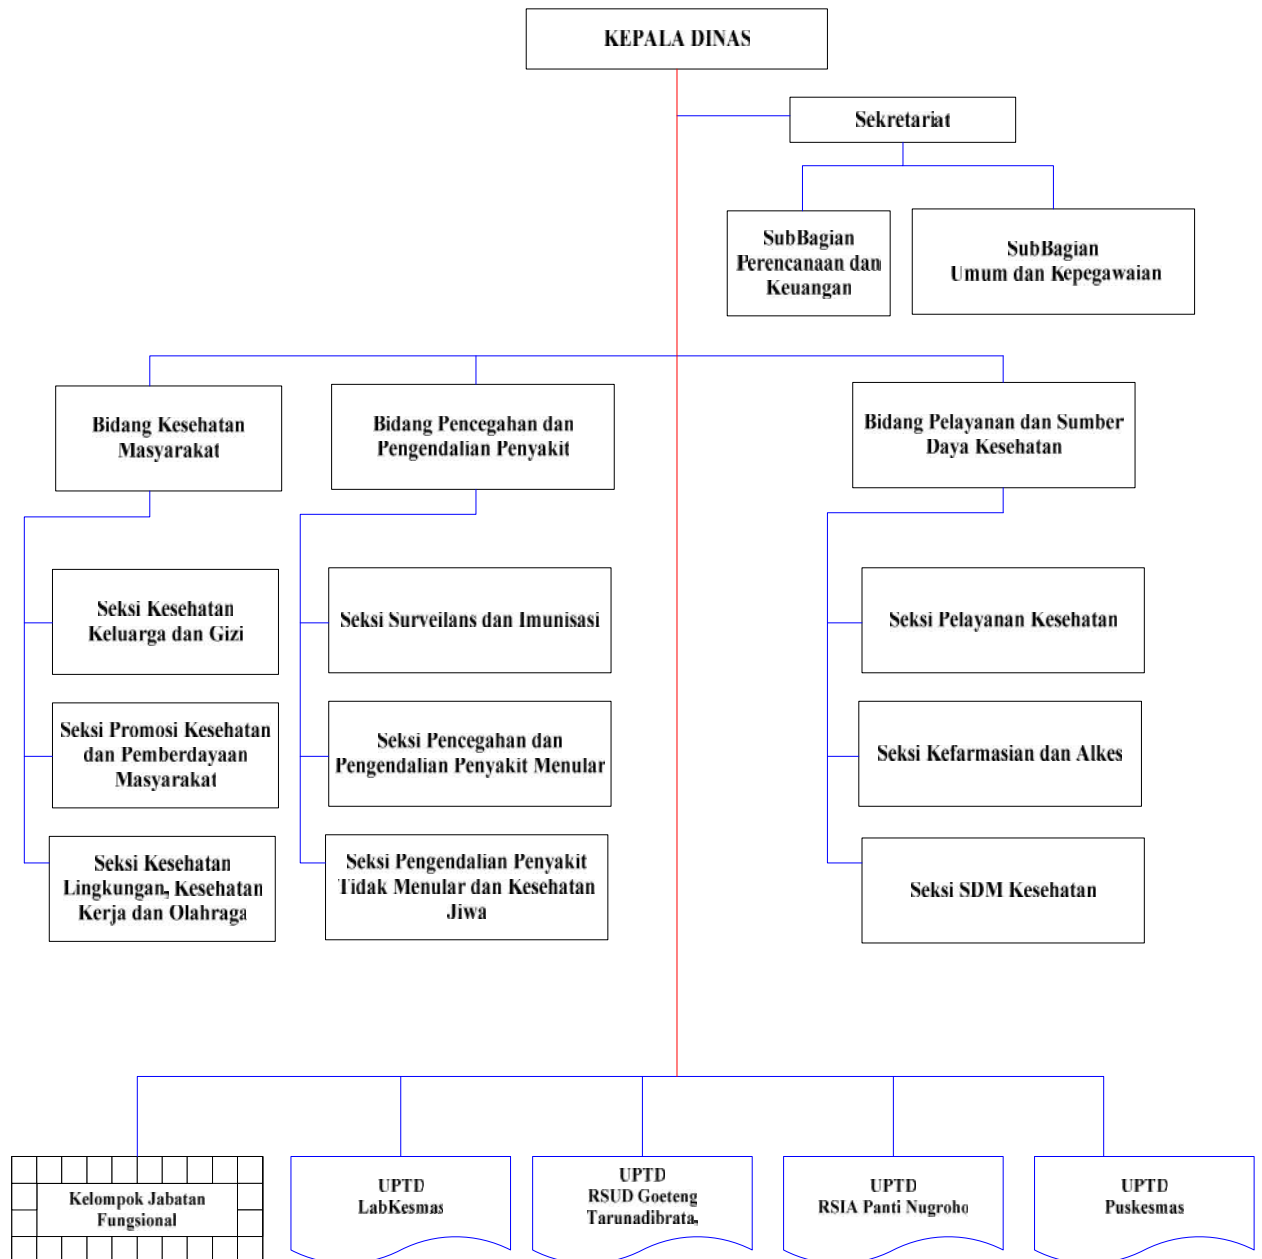 KEPALA DINAS
Sekretariat
SubBagian
Perencanaan dan
Keuangan
SubBagian
Umum dan Kepegawaian
Bidang Kesehatan
Masyarakat
Bidang Pencegahan dan
Pengendalian Penyakit
Bidang Pelayanan dan Sumber
Daya Kesehatan
Seksi Kesehatan
Keluarga dan Gizi
Seksi Surveilans dan Imunisasi
Seksi Pelayanan Kesehatan
Seksi Promosi Kesehatan
dan Pemberdayaan
Masyarakat
Seksi Pencegahan dan
Pengendalian Penyakit Menular
Seksi Kefarmasian dan Alkes
Seksi Kesehatan
Lingkungan, Kesehatan
Kerja dan Olahraga
Seksi Pengendalian Penyakit
Tidak Menular dan Kesehatan
Jiwa
Seksi SDM Kesehatan
Kelompok Jabatan
Fungsional
UPTD
LabKesmas
UPTD
RSUD Goeteng
Tarunadibrata,
UPTD
RSIA Panti Nugroho
UPTD
Puskesmas